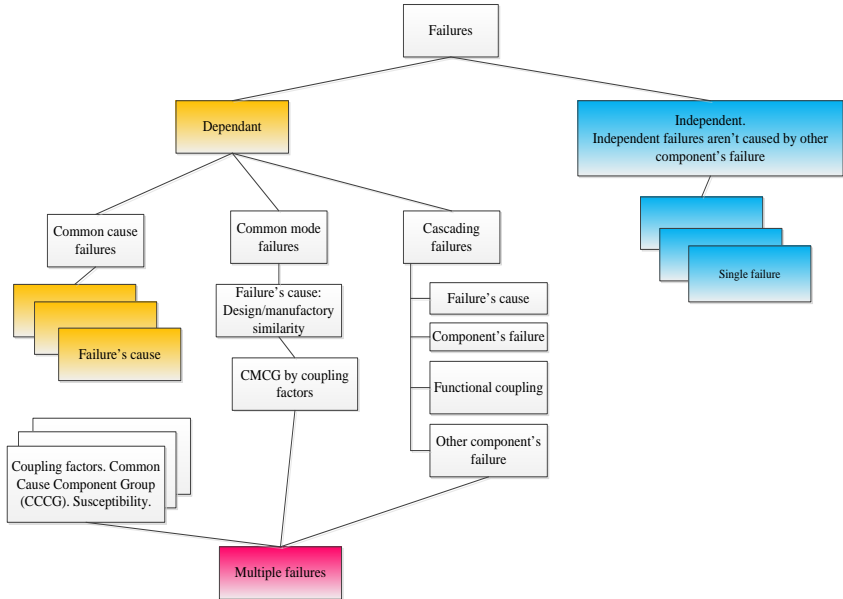 Failures
Dependant
Independent.
Independent failures aren't caused by other
component's failure
Common cause
failures
Common mode
failures
Cascading
failures
Single failure
Failure's cause
Failure's cause:
Design/manufactory
similarity
CMCG by coupling
factors
Failure's cause
Component's failure
Functional coupling
Other component's
failure
Coupling factors. Common
Cause Component Group
(CCCG). Susceptibility.
Multiple failures